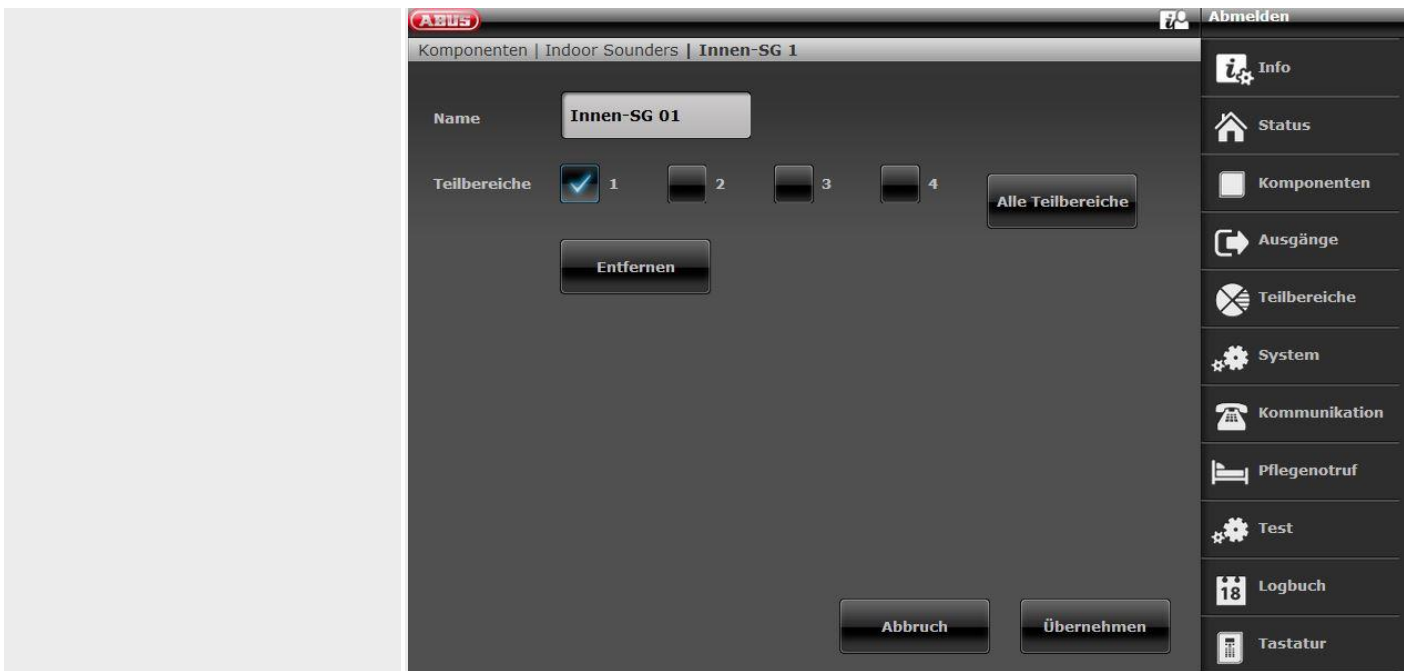 ABUS
Abmelden
Komponenten | Indoor Sounders | Innen-SG 1
Name
Innen-SG 01
Teilbereiche
1
2
3
4
Alle Teilbereiche
Entfernen
Abbruch
Übernehmen
Info
Status
Komponenten
Ausgänge
Teilbereiche
System
Kommunikation
Pflegenotruf
Test
18
Logbuch
Tastatur